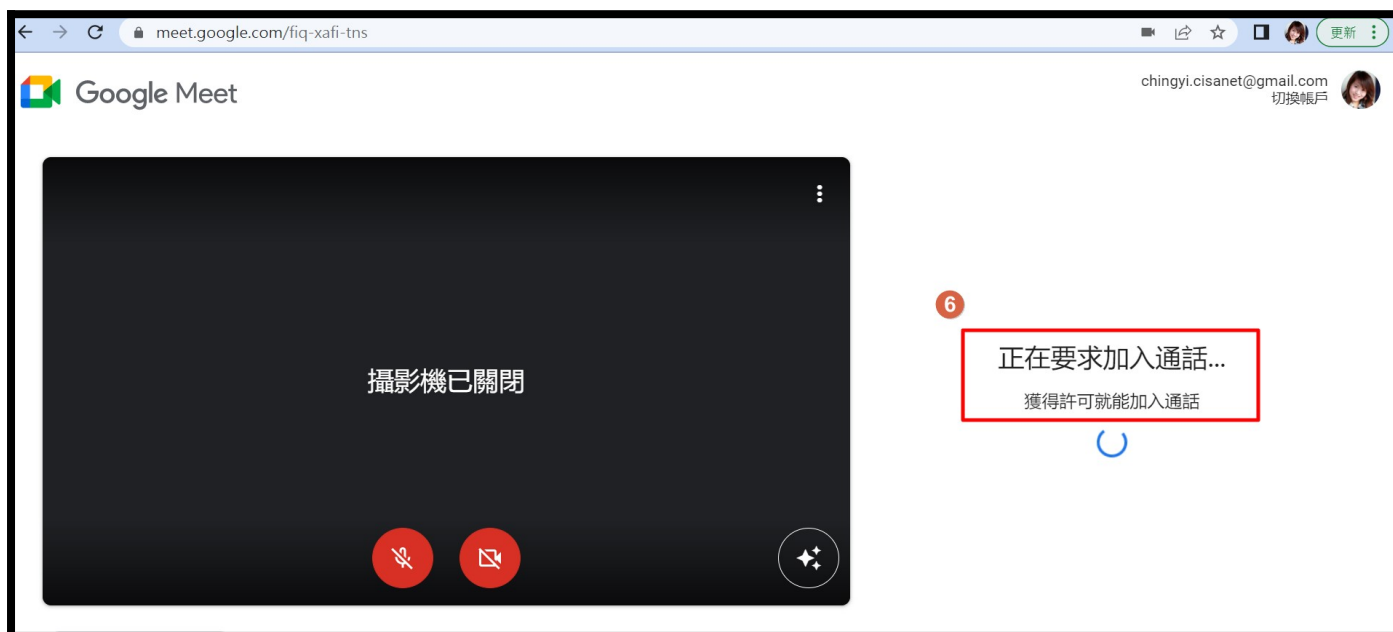 meet.google.com/fiq-xafi-tns
更新
Google Meet
chingyi.cisanet@gmail.com
切換帳戶
攝影機已關閉
6
正在要求加入通話...
獲得許可就能加入通話